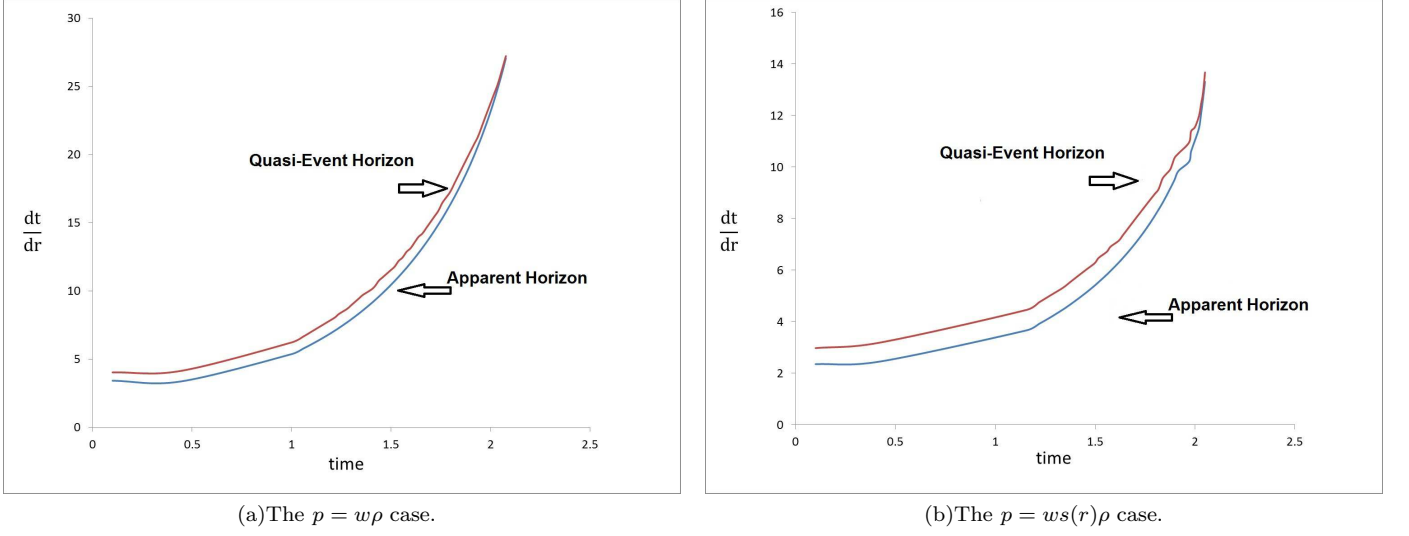 30
25
20
15
10
5
0
0 0.5 1 1.5 2 2.5
dt
dr
time
Quasi-Event Horizon
Apparent Horizon
(a)The p = wρ case.
16
14
12
10
8
6
4
2
0
0 0.5 1 1.5 2 2.5
dt
dr
time
Quasi-Event Horizon
Apparent Horizon
(b)The p = ws(r)ρ case.